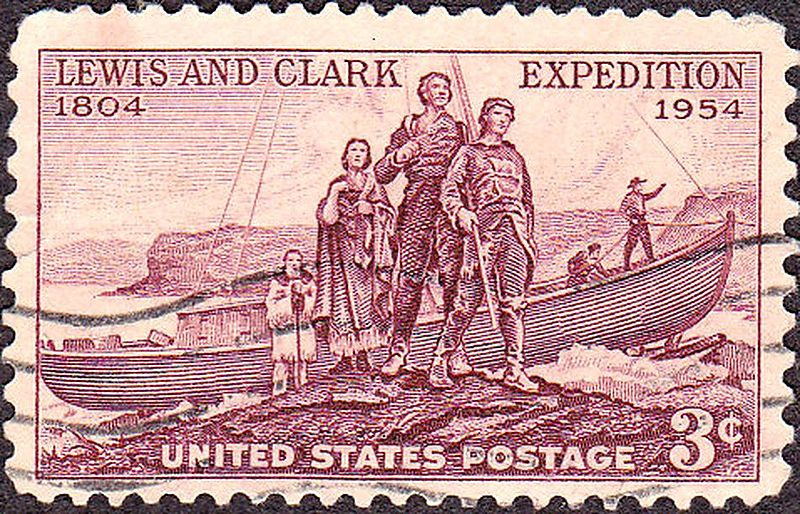 LEWIS AND CLARK EXPEDITION
1804 1954
UNITED STATES POSTAGE 3¢